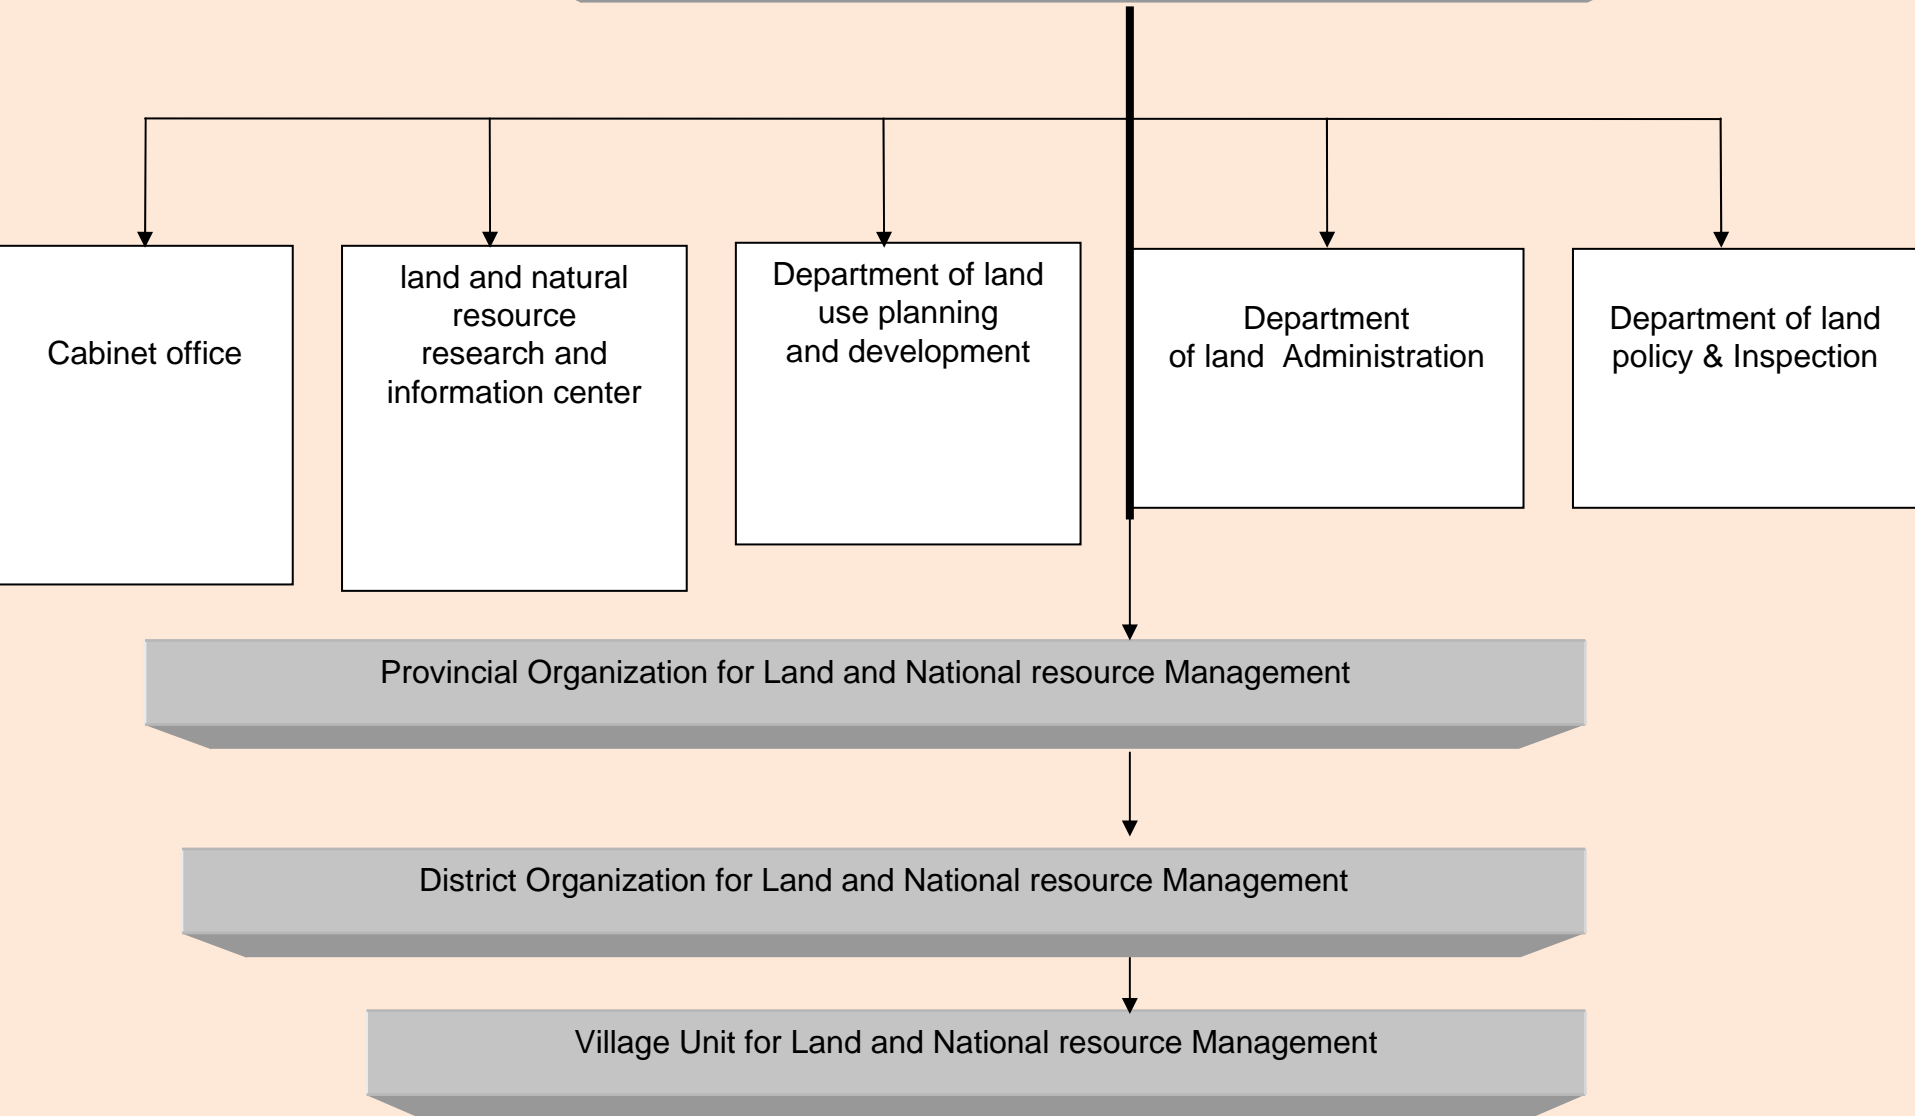 Cabinet office
land and natural
resource
research and
information center
Department of land
use planning
and development
Department
of land  Administration
Department of land
policy & Inspection
Provincial Organization for Land and National resource Management
District Organization for Land and National resource Management
Village Unit for Land and National resource Management